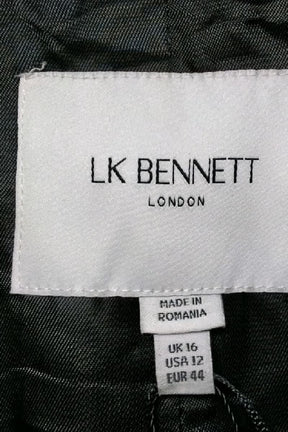 LK BENNETT
LONDON
MADE IN
ROMANIA
UK 16
USA 12
EUR 44